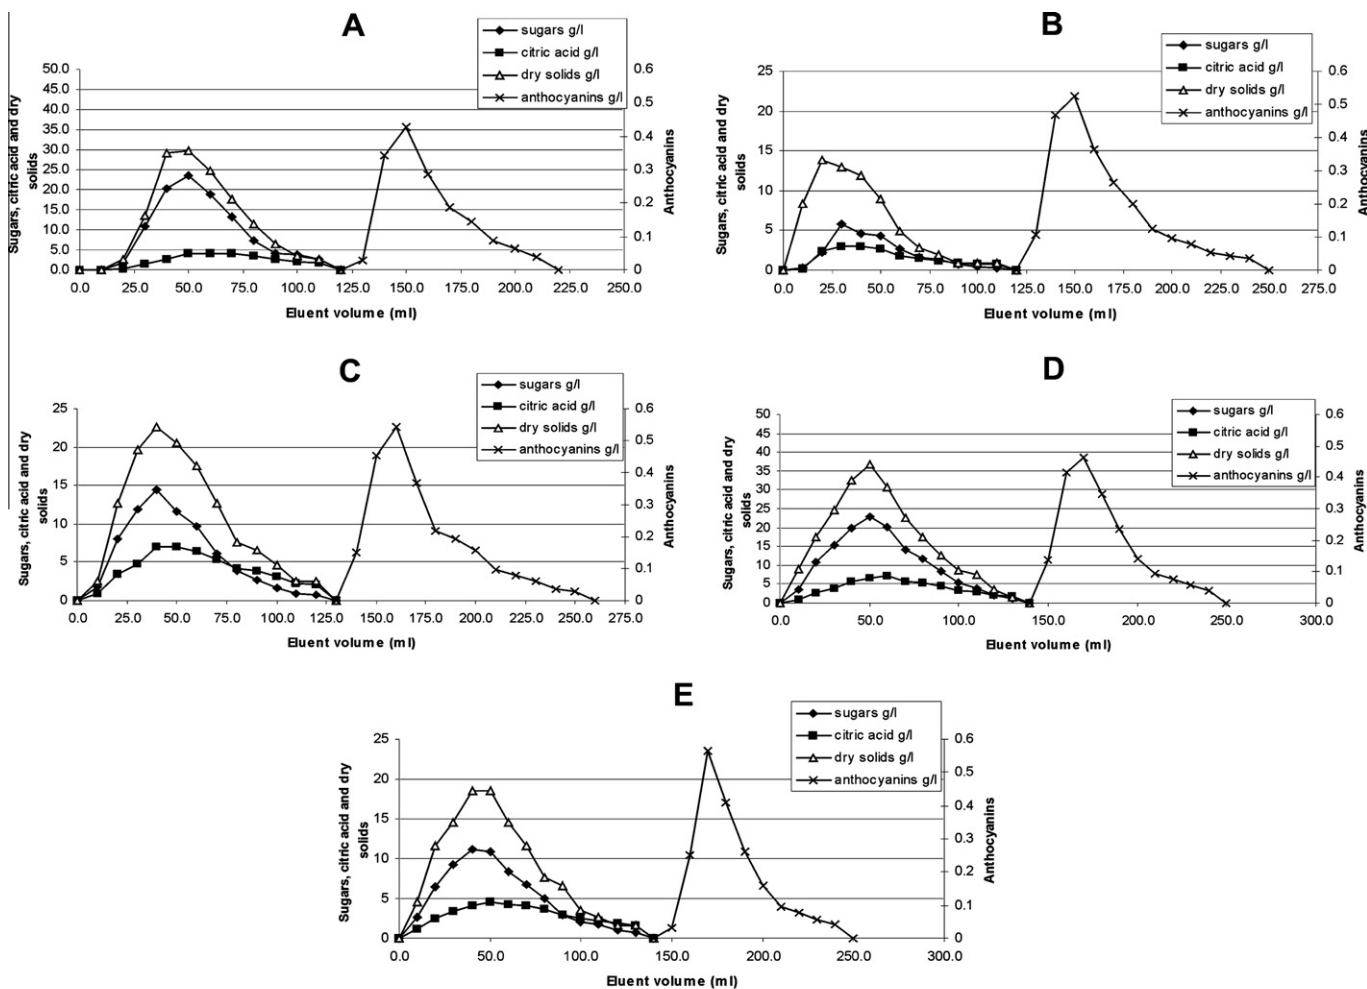 A
sugars g/l
citric acid g/l
dry solids g/l
anthocyanins g/l
Sugars, citric acid and dry
solids
50.0
45.0
40.0
35.0
30.0
25.0
20.0
15.0
10.0
5.0
0.0
0.6
0.5
0.4
0.3
0.2
0.1
0
Anthocyanins
0.0 25.0 50.0 75.0 100.0 125.0 150.0 175.0 200.0 225.0 250.0
Eluent volume (ml)
B
sugars g/l
citric acid g/l
dry solids g/l
anthocyanins g/l
Sugars, citric acid and dry
solids
25
20
15
10
5
0
0.6
0.5
0.4
0.3
0.2
0.1
0
Anthocyanins
0.0 25.0 50.0 75.0 100.0 125.0 150.0 175.0 200.0 225.0 250.0 275.0
Eluent volume (ml)
C
sugars g/l
citric acid g/l
dry solids g/l
anthocyanins g/l
Sugars, citric acid and dry
solids
25
20
15
10
5
0
0.6
0.5
0.4
0.3
0.2
0.1
0
Anthocyanins
0.0 25.0 50.0 75.0 100.0 125.0 150.0 175.0 200.0 225.0 250.0 275.0
Eluent volume (ml)
D
sugars g/l
citric acid g/l
dry solids g/l
anthocyanins g/l
Sugars, citric acid and dry
solids
50
45
40
35
30
25
20
15
10
5
0
0.6
0.5
0.4
0.3
0.2
0.1
0
Anthocyanins
0.0 50.0 100.0 150.0 200.0 250.0 300.0
Eluent volume (ml)
E
sugars g/l
citric acid g/l
dry solids g/l
anthocyanins g/l
Sugars, citric acid and dry
solids
25
20
15
10
5
0
0.6
0.5
0.4
0.3
0.2
0.1
0
Anthocyanins
0.0 50.0 100.0 150.0 200.0 250.0 300.0
Eluent volume (ml)